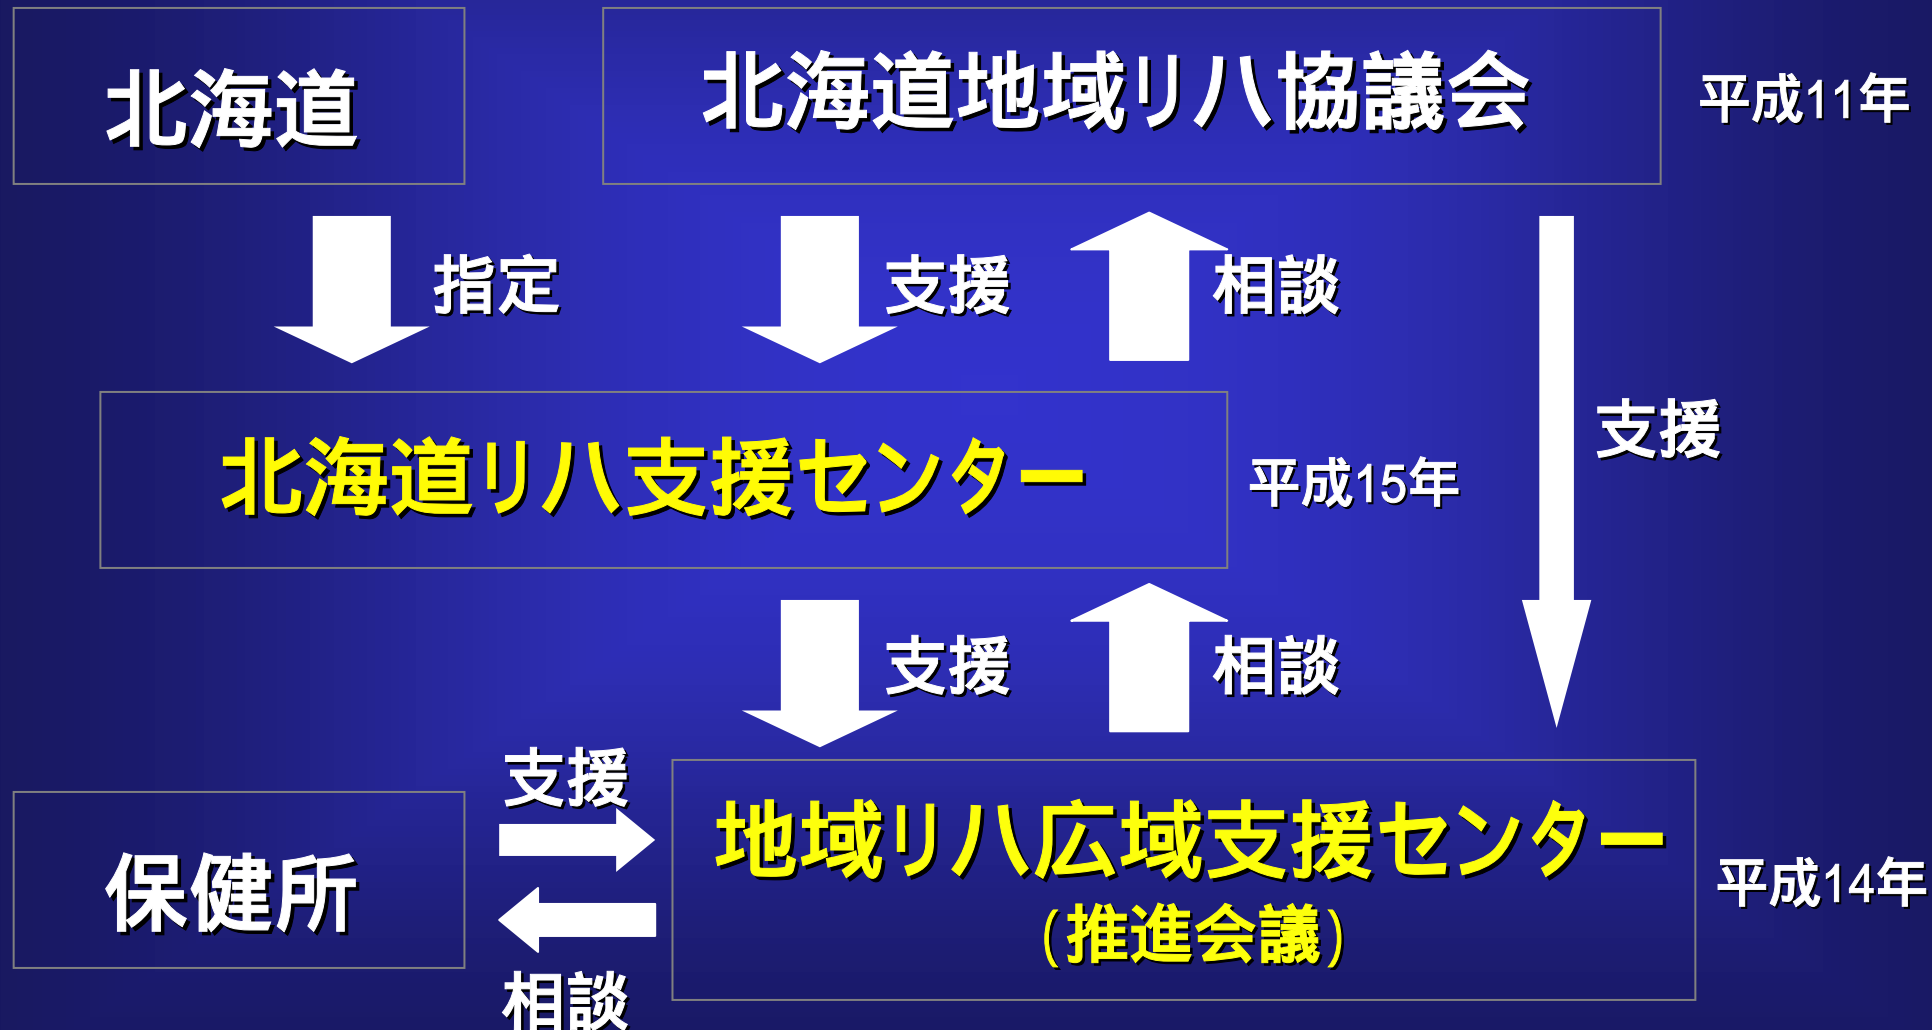 北海道
北海道地域リハ協議会
平成11年
指定
支援
相談
支援
北海道リハ支援センター
平成15年
支援
相談
支援
保健所
地域リハ広域支援センター
(推進会議)
平成14年
相談